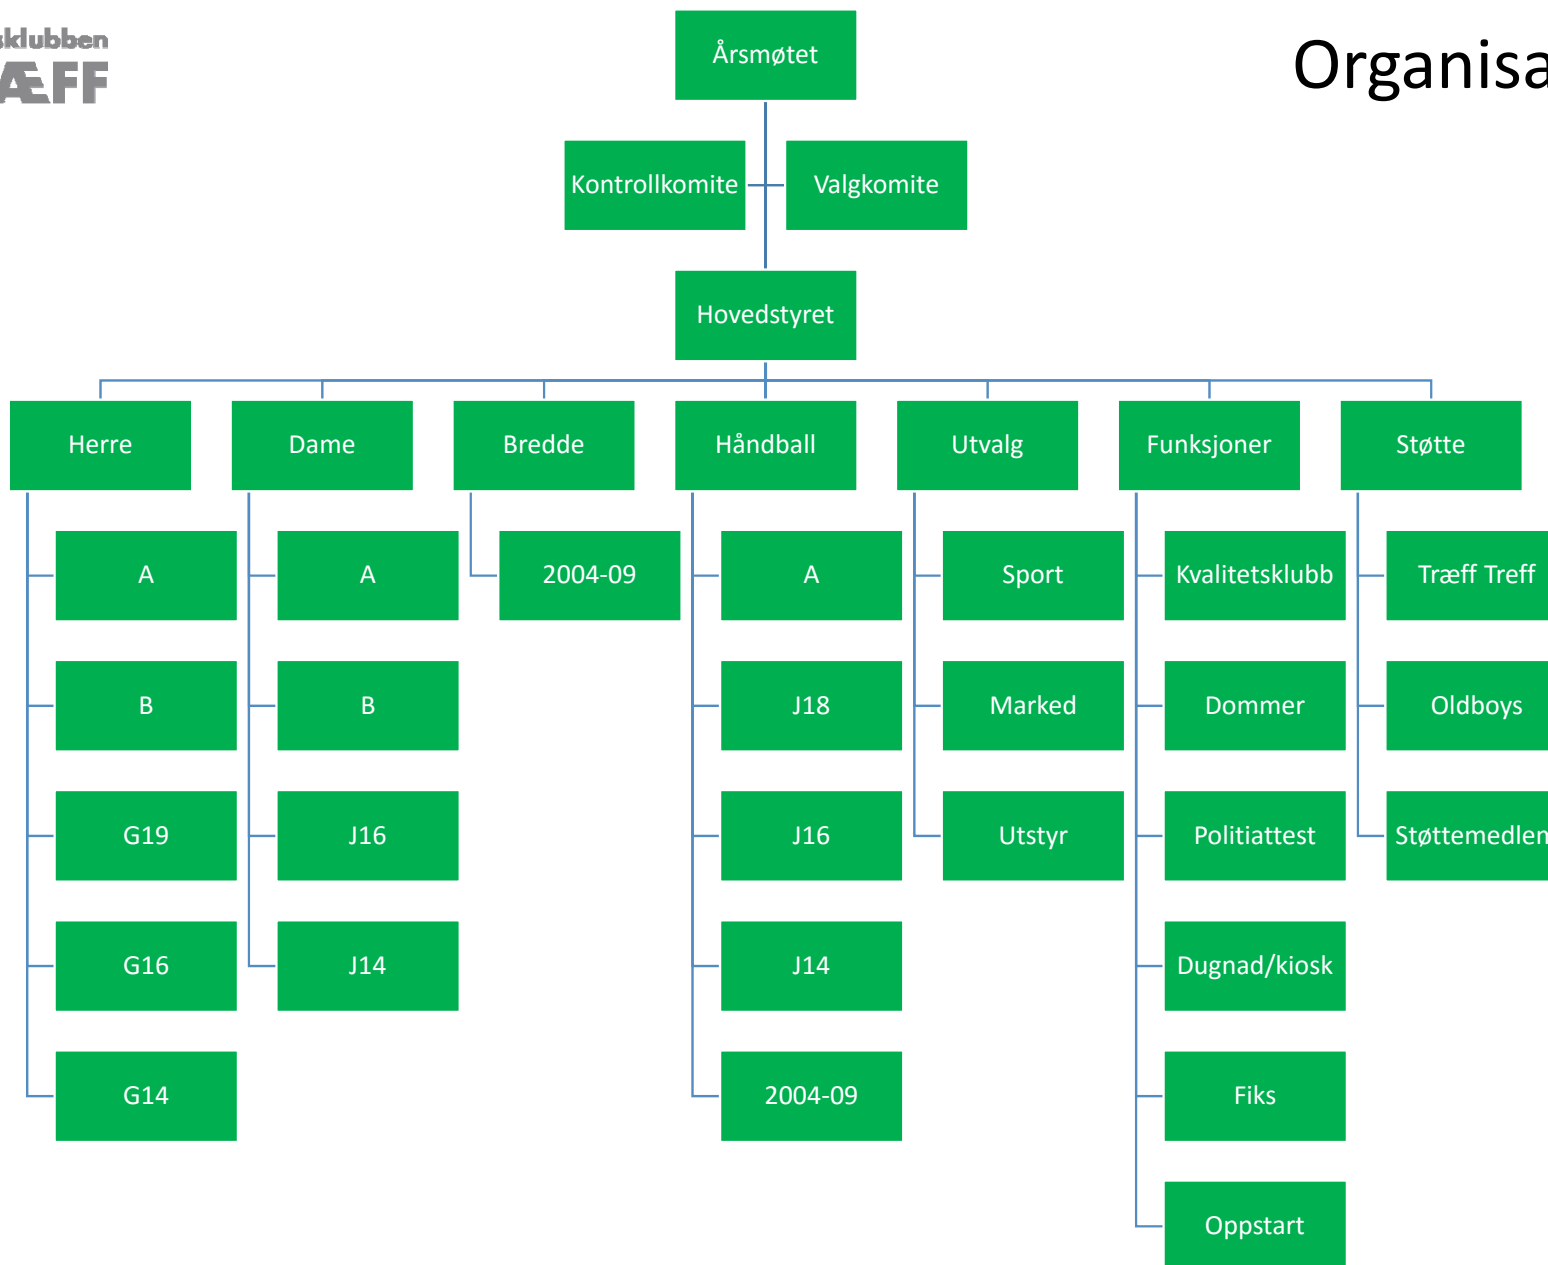 sklubben
ÆFF
Organisa
Årsmøtet
Kontrollkomite
Valgkomite
Hovedstyret
Herre
Dame
Bredde
Håndball
Utvalg
Funksjoner
Støtte
A
A
2004-09
A
Sport
Kvalitetsklubb
Træff Treff
B
B
J18
Marked
Dommer
Oldboys
G19
J16
J16
Utstyr
Politiattest
Støttemedlem
G16
J14
J14
Dugnad/kiosk
G14
2004-09
Fiks
Oppstart